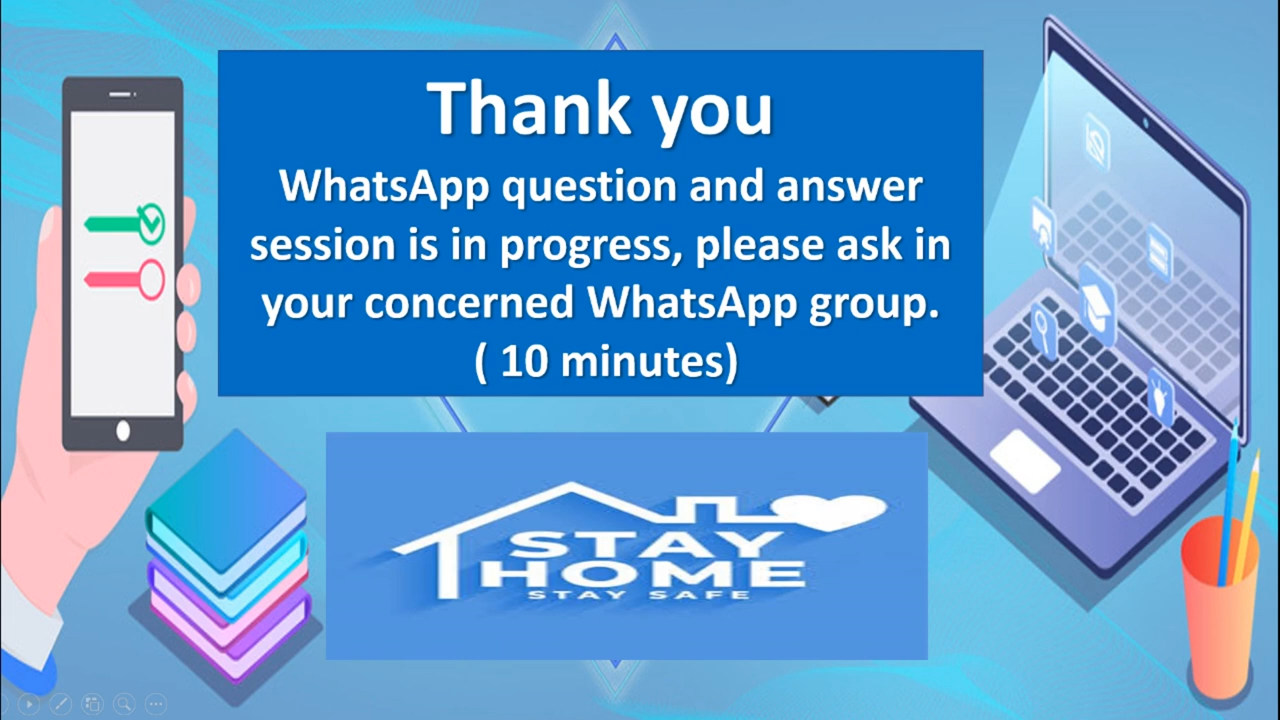 Thank you
WhatsApp question and answer
session is in progress, please ask in
your concerned WhatsApp group.
( 10 minutes)
STAY
HOME
STAY SAFE